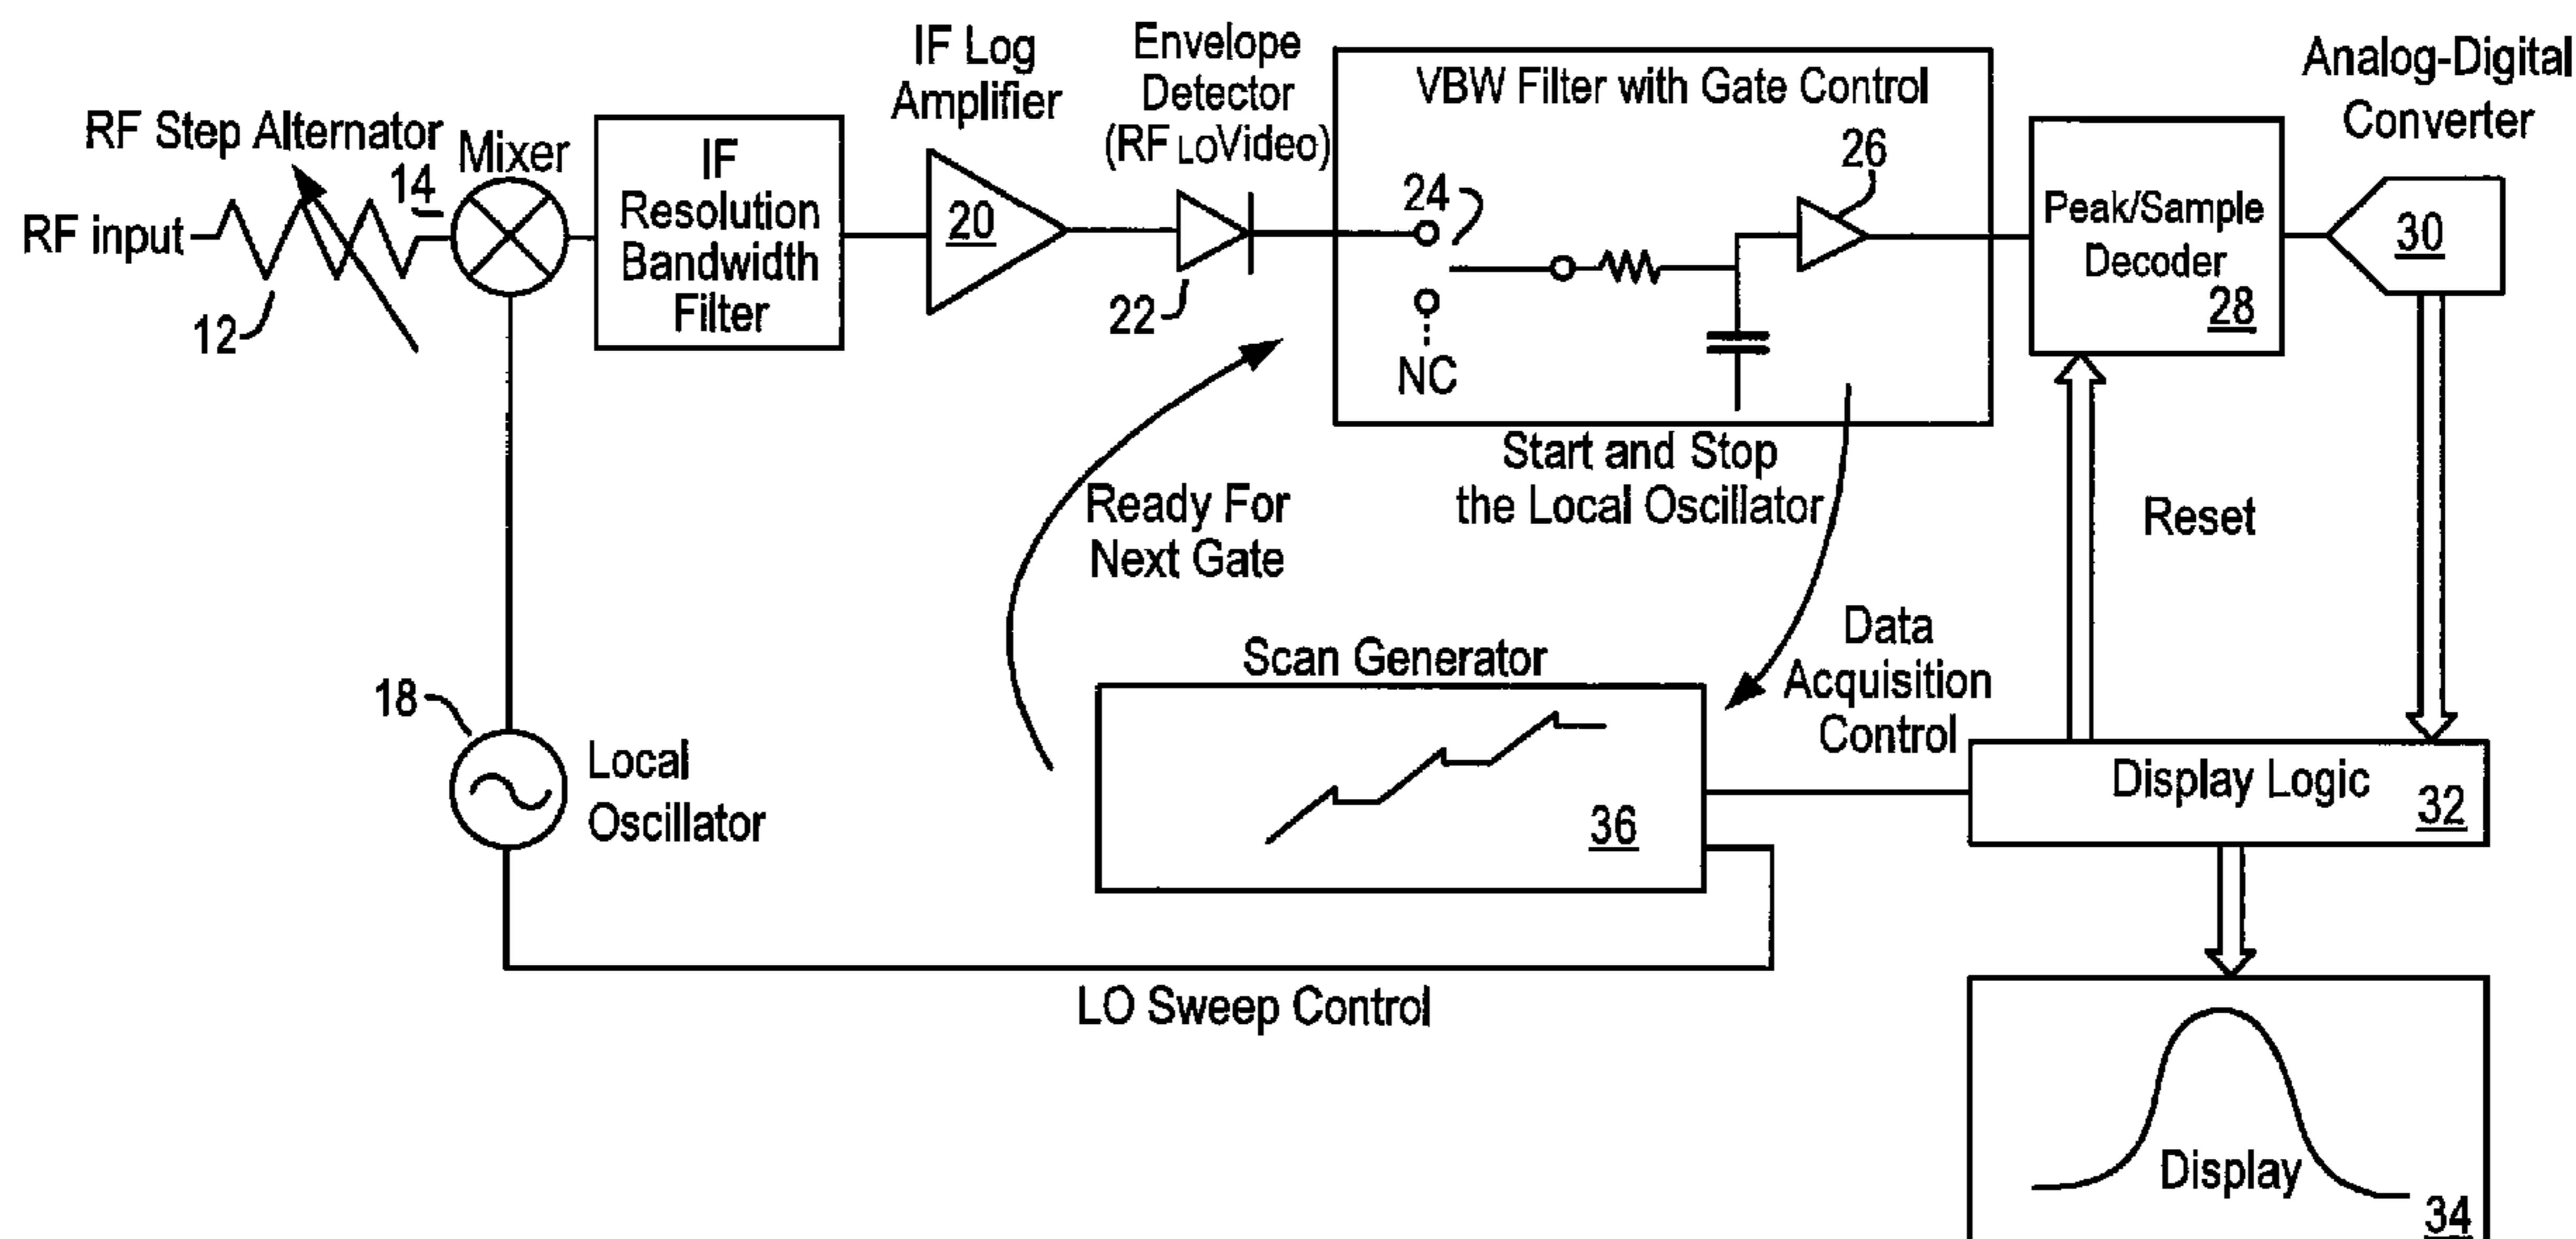 RF input
RF Step Alternator
12
14
Mixer
IF
Resolution
Bandwidth
Filter
IF Log
Amplifier
20
Envelope
Detector
(RF LO Video)
22
VBW Filter with Gate Control
24
NC
26
Peak/Sample
Decoder
28
Analog-Digital
Converter
30
Start and Stop
the Local Oscillator
Ready For
Next Gate
Reset
Data
Acquisition
Control
Scan Generator
36
18
Local
Oscillator
LO Sweep Control
Display Logic
32
Display
34